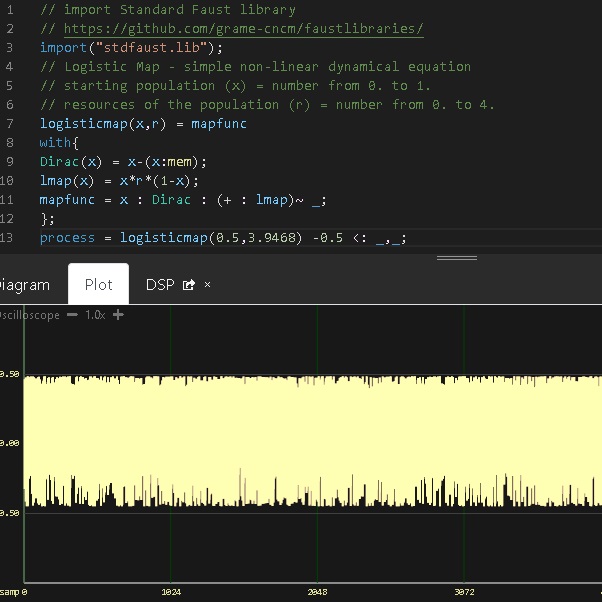 1 // import Standard Faust library
2 // https://github.com/grame-cncm/faustlibraries/
3 import("stdfaust.lib");
4 // Logistic Map - simple non-linear dynamical equation
5 // starting population (x) = number from 0. to 1.
6 // resources of the population (r) = number from 0. to 4.
7 logisticmap(x,r) = mapfunc
8 with{
9 Dirac(x) = x-(x:mem);
10 lmap(x) = x*r*(1-x);
11 mapfunc = x : Dirac : (+ : lmap)~ _;
12 };
13 process = logisticmap(0.5,3.9468) -0.5 <: _,_;
iagram Plot DSP ×
scilloscope − 1.0x +
0.50
0.00
0.50
samp 0 1024 2048 3072